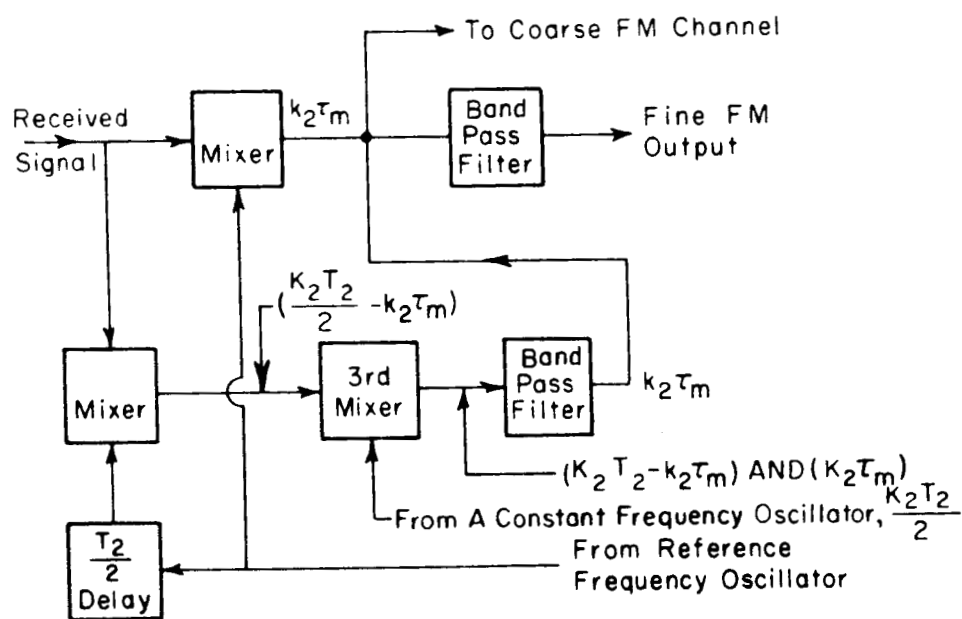 To Coarse FM Channel
Received
Signal
Mixer
k₂τₘ
Band
Pass
Filter
Fine FM
Output
(K₂T₂/2 - k₂τₘ)
Mixer
3rd
Mixer
Band
Pass
Filter
k₂τₘ
(K₂ T₂ - k₂τₘ) AND (K₂τₘ)
From A Constant Frequency Oscillator, K₂T₂/2
T₂/2
Delay
From Reference
Frequency Oscillator